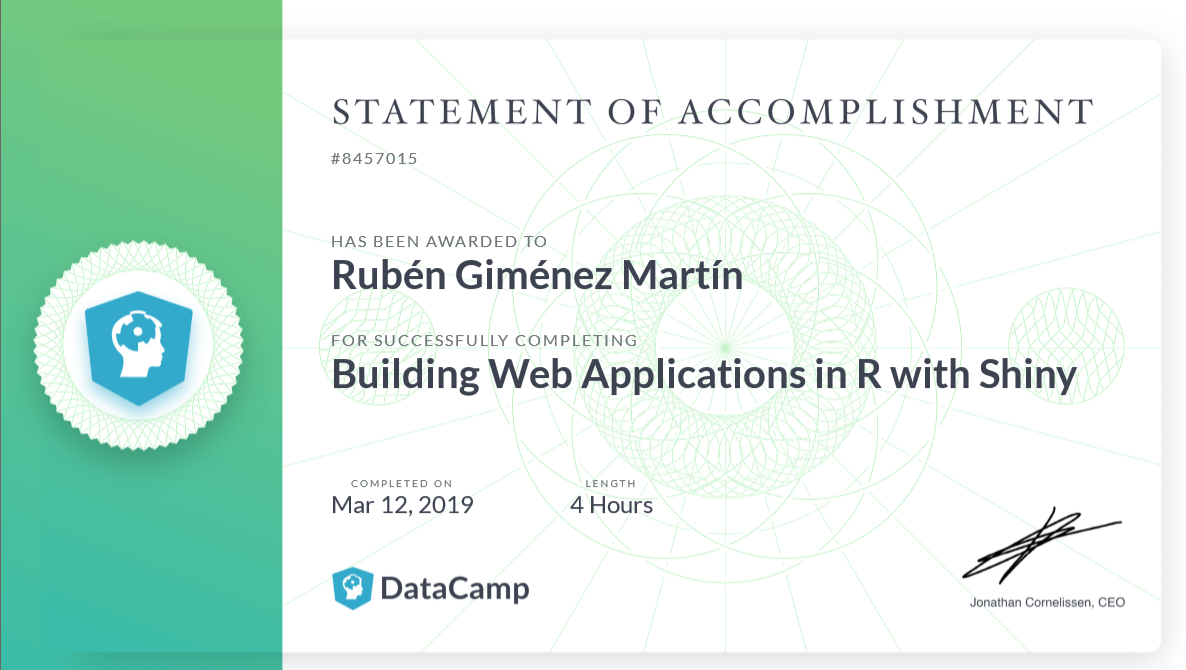 STATEMENT OF ACCOMPLISHMENT
#8457015
HAS BEEN AWARDED TO
Rubén Giménez Martín
FOR SUCCESSFULLY COMPLETING
Building Web Applications in R with Shiny
COMPLETED ON
Mar 12, 2019
LENGTH
4 Hours
DataCamp
Jonathan Cornelissen, CEO